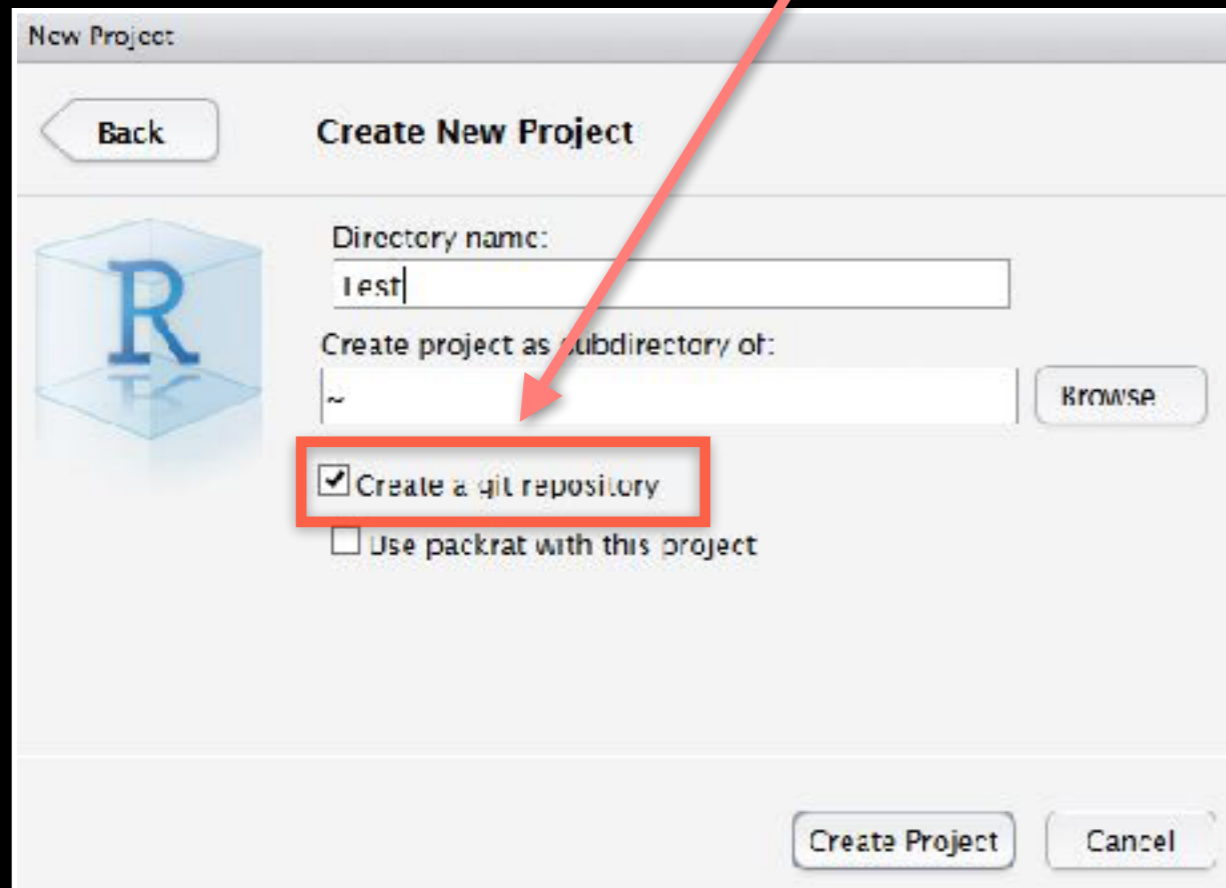 New Project
Back
Create New Project
Directory name:
Test
Create project as subdirectory of:
~
Browse
Create a git repository
Use packrat with this project
Create Project
Cancel
R